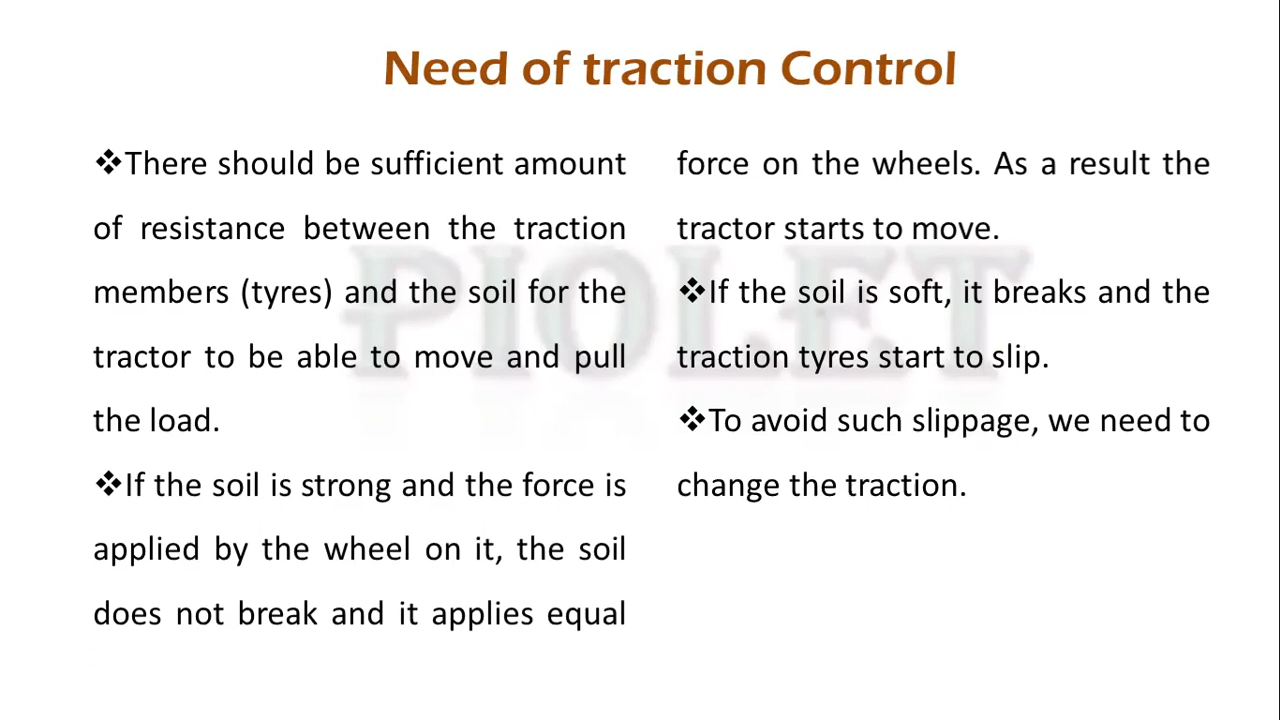 Need of traction Control
❖There should be sufficient amount
of resistance between the traction
members (tyres) and the soil for the
tractor to be able to move and pull
the load.
❖If the soil is strong and the force is
applied by the wheel on it, the soil
does not break and it applies equal
force on the wheels. As a result the
tractor starts to move.
❖If the soil is soft, it breaks and the
traction tyres start to slip.
❖To avoid such slippage, we need to
change the traction.
PIOLET